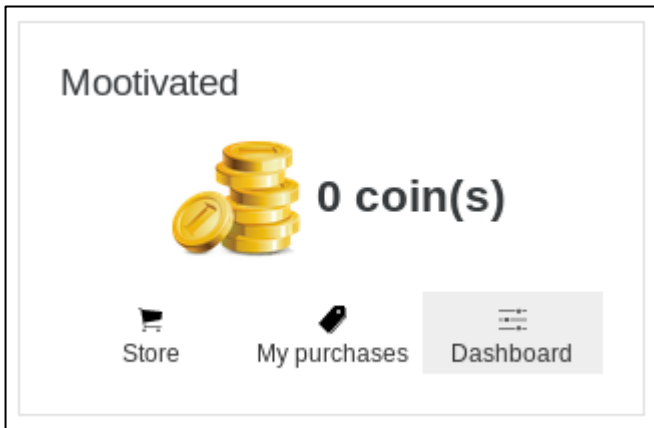 Mootivated
0 coin(s)
Store
My purchases
Dashboard